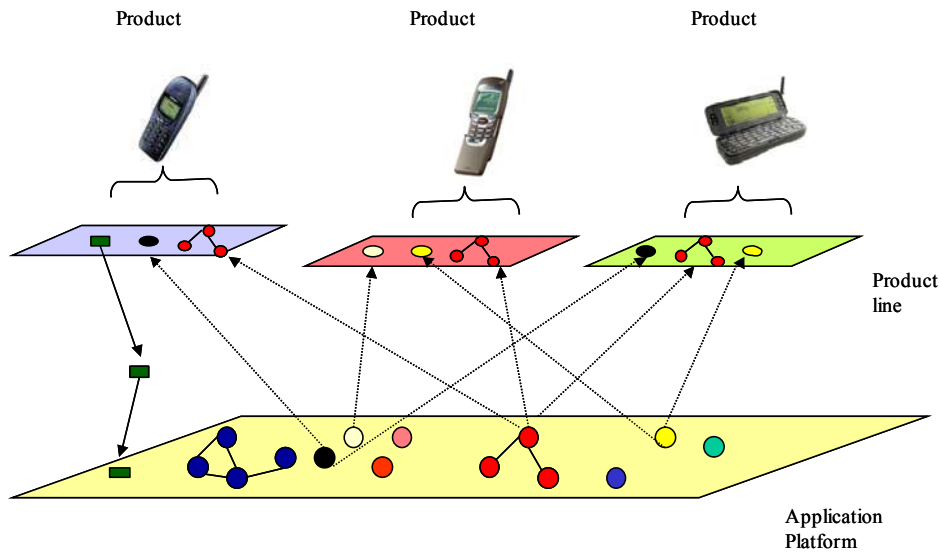 Product
Product
Product
Product
line
Application
Platform